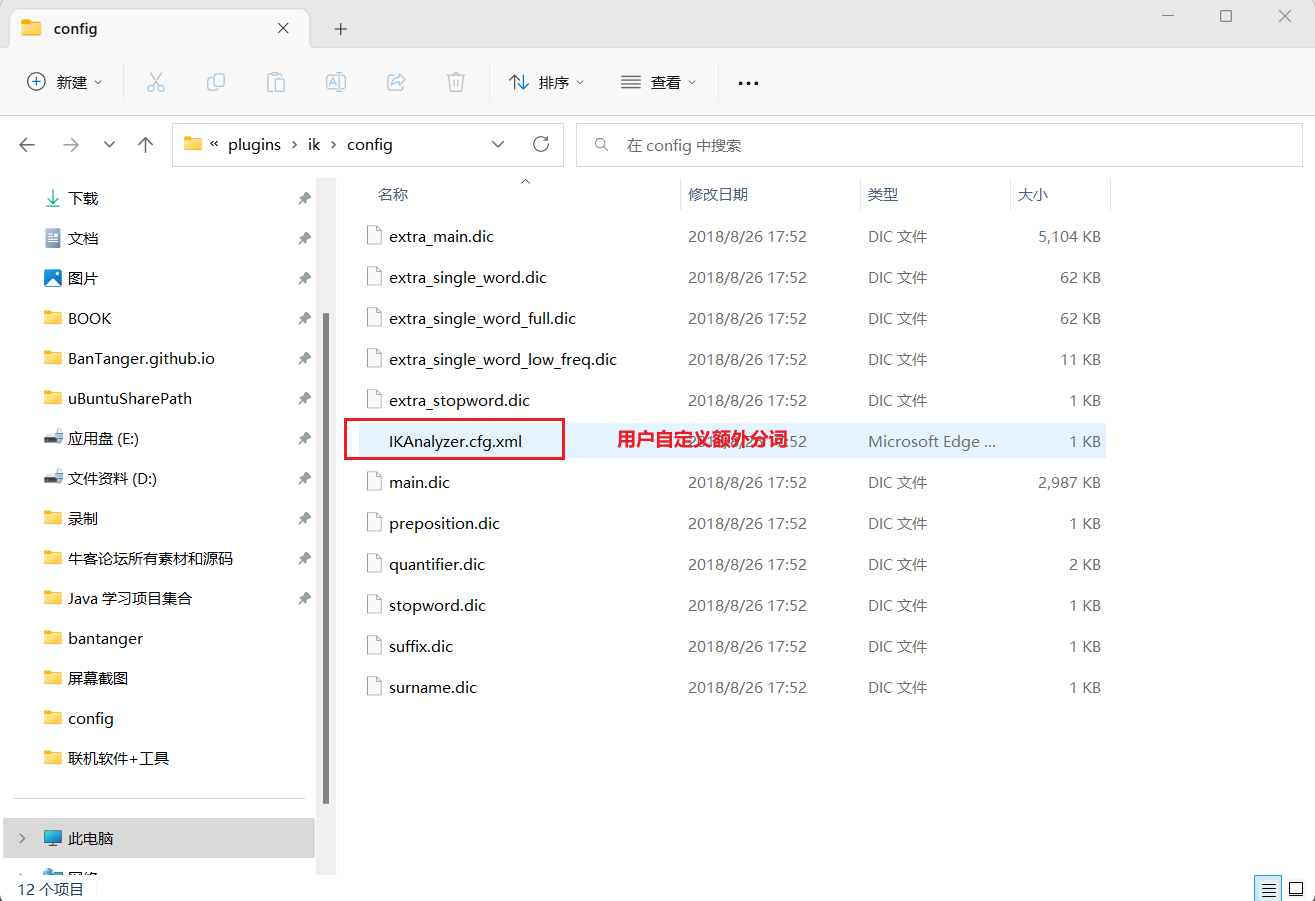 config
新建
排序
查看
« plugins › ik › config
在 config 中搜索
下载
文档
图片
BOOK
BanTanger.github.io
uBuntuSharePath
应用盘 (E:)
文件资料 (D:)
录制
牛客论坛所有素材和源码
Java 学习项目集合
bantanger
屏幕截图
config
联机软件+工具
此电脑
网络
名称 修改日期 类型 大小
extra_main.dic 2018/8/26 17:52 DIC 文件 5,104 KB
extra_single_word.dic 2018/8/26 17:52 DIC 文件 62 KB
extra_single_word_full.dic 2018/8/26 17:52 DIC 文件 62 KB
extra_single_word_low_freq.dic 2018/8/26 17:52 DIC 文件 11 KB
extra_stopword.dic 2018/8/26 17:52 DIC 文件 1 KB
IKAnalyzer.cfg.xml 用户自定义额外分词 :52 Microsoft Edge ... 1 KB
main.dic 2018/8/26 17:52 DIC 文件 2,987 KB
preposition.dic 2018/8/26 17:52 DIC 文件 1 KB
quantifier.dic 2018/8/26 17:52 DIC 文件 2 KB
stopword.dic 2018/8/26 17:52 DIC 文件 1 KB
suffix.dic 2018/8/26 17:52 DIC 文件 1 KB
surname.dic 2018/8/26 17:52 DIC 文件 1 KB
12 个项目